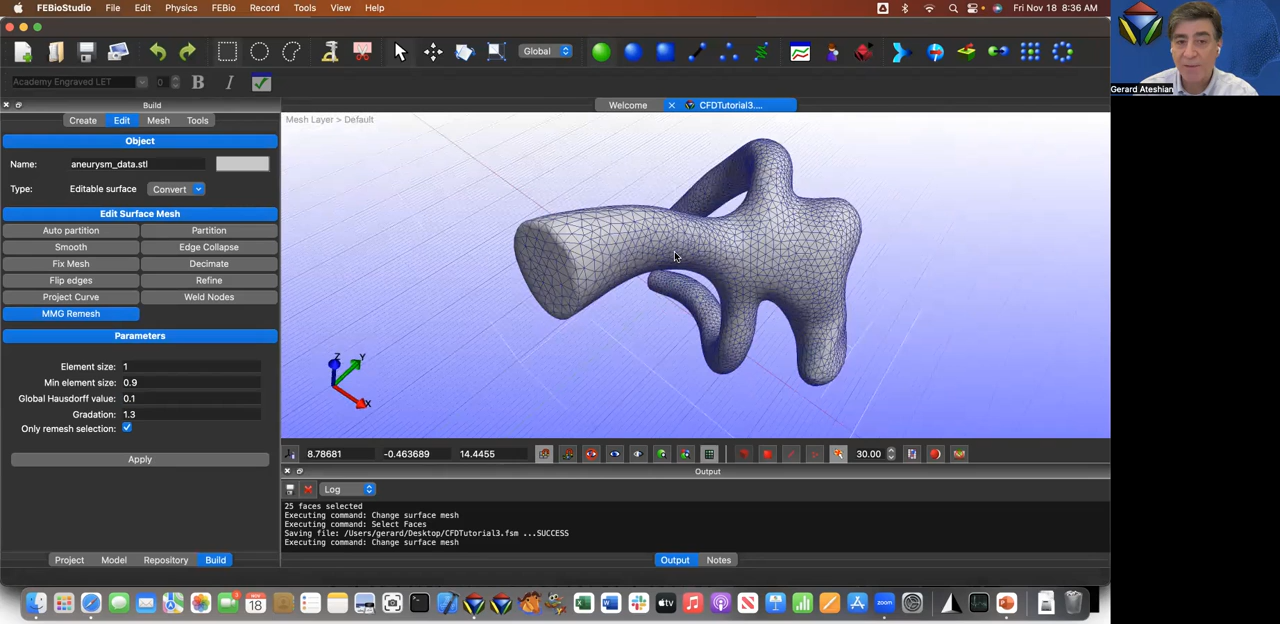 FEBioStudio File Edit Physics FEBio Record Tools View Help Fri Nov 18 8:36 AM
Global
Academy Engraved LET 0 B I
Gerard Ateshian
Build
Welcome CFDTutorial3....
Create Edit Mesh Tools
Mesh Layer > Default
Object
Name: aneurysm_data.stl
Type: Editable surface Convert
Edit Surface Mesh
Auto partition Partition
Smooth Edge Collapse
Fix Mesh Decimate
Flip edges Refine
Project Curve Weld Nodes
MMG Remesh
Parameters
Element size: 1
Min element size: 0.9
Global Hausdorff value: 0.1
Gradation: 1.3
Only remesh selection:
Apply
Z Y X
8.78681 -0.463689 14.4455 30.00
Output
Log
25 faces selected
Executing command: Change surface mesh
Executing command: Select Faces
Saving file: /Users/gerard/Desktop/CFDTutorial3.fsm ...SUCCESS
Executing command: Change surface mesh
Project Model Repository Build
Output Notes